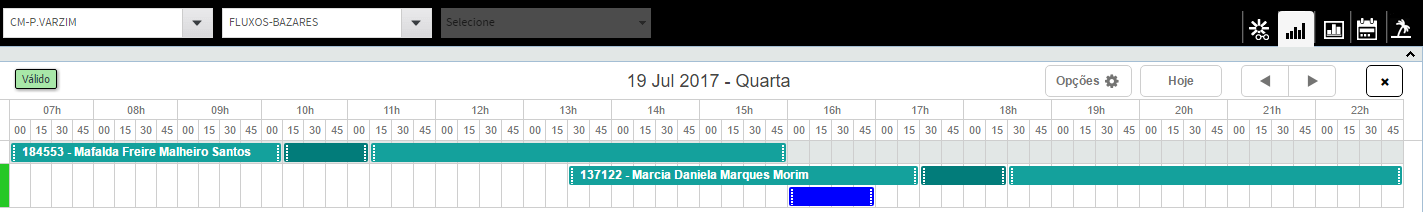 CM-P.VARZIM FLUXOS-BAZARES Selecione
Válido 19 Jul 2017 - Quarta Opções Hoje ◀ ▶ ×
07h 08h 10h 11h 12h 13h 14h 15h 16h 17h 18h 19h 20h 21h 22h
00 15 30 45 00 15 30 45 00 15 30 45 00 15 30 45 00 15 30 45 00 15 30 45 00 15 30 45 00 15 30 45 00 15 30 45 00 15 30 45 00 15 30 45 00 15 30 45 00 15 30 45 00 15 30 45 00 15 30 45 00 15 30 45
184553 - Mafalda Freire Malheiro Santos
137122 - Marcia Daniela Marques Morim